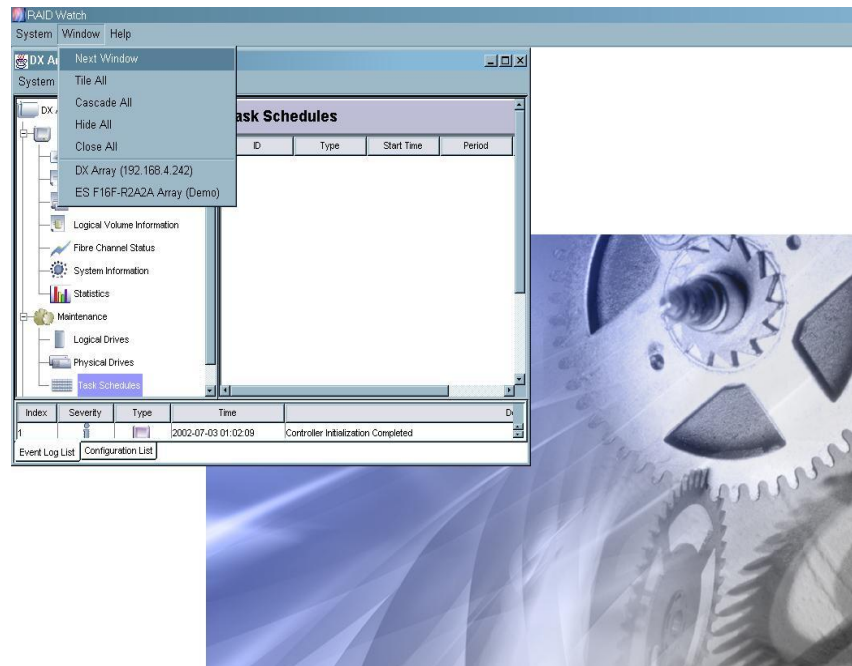 RAID Watch
System Window Help
Next Window
Tile All
Cascade All
Hide All
Close All
DX Array (192.168.4.242)
ES F16F-R2A2A Array (Demo)
DX Ar
System
DX
ask Schedules
ID Type Start Time Period
Logical Volume Information
Fibre Channel Status
System Information
Statistics
Maintenance
Logical Drives
Physical Drives
Task Schedules
Index Severity Type Time D
1 2002-07-03 01:02:09 Controller Initialization Completed
Event Log List Configuration List